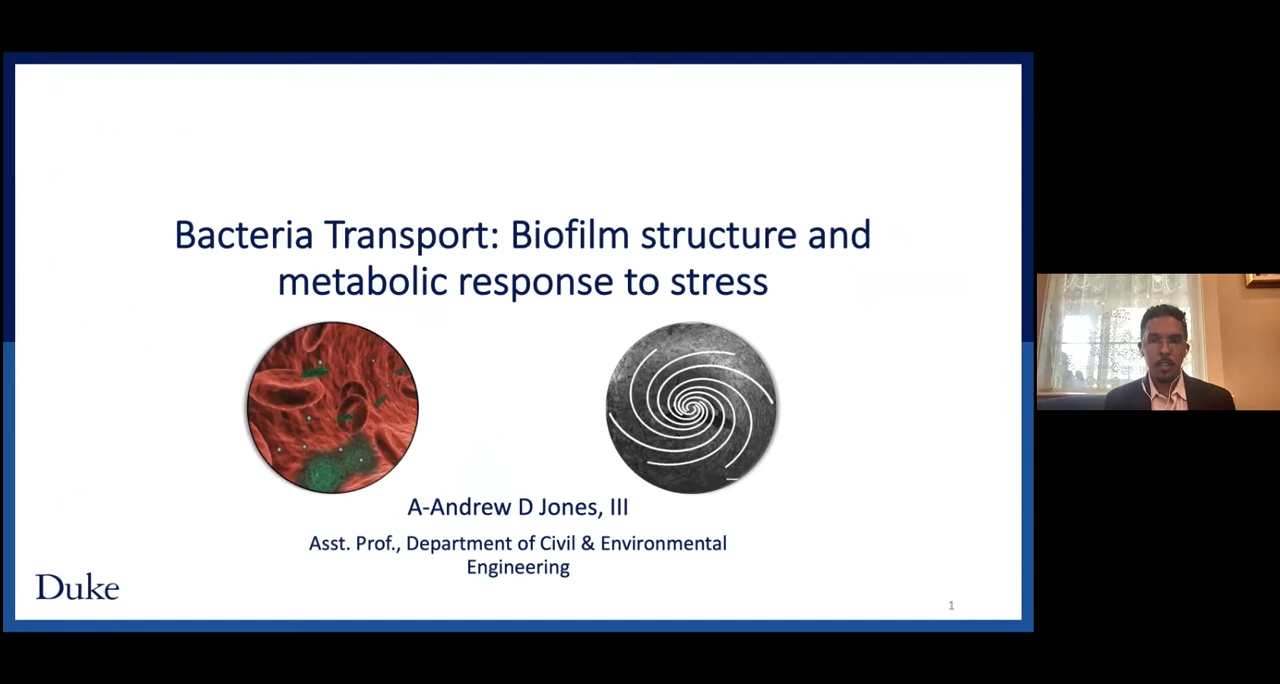 Bacteria Transport: Biofilm structure and
metabolic response to stress
A-Andrew D Jones, III
Asst. Prof., Department of Civil & Environmental
Engineering
Duke
1